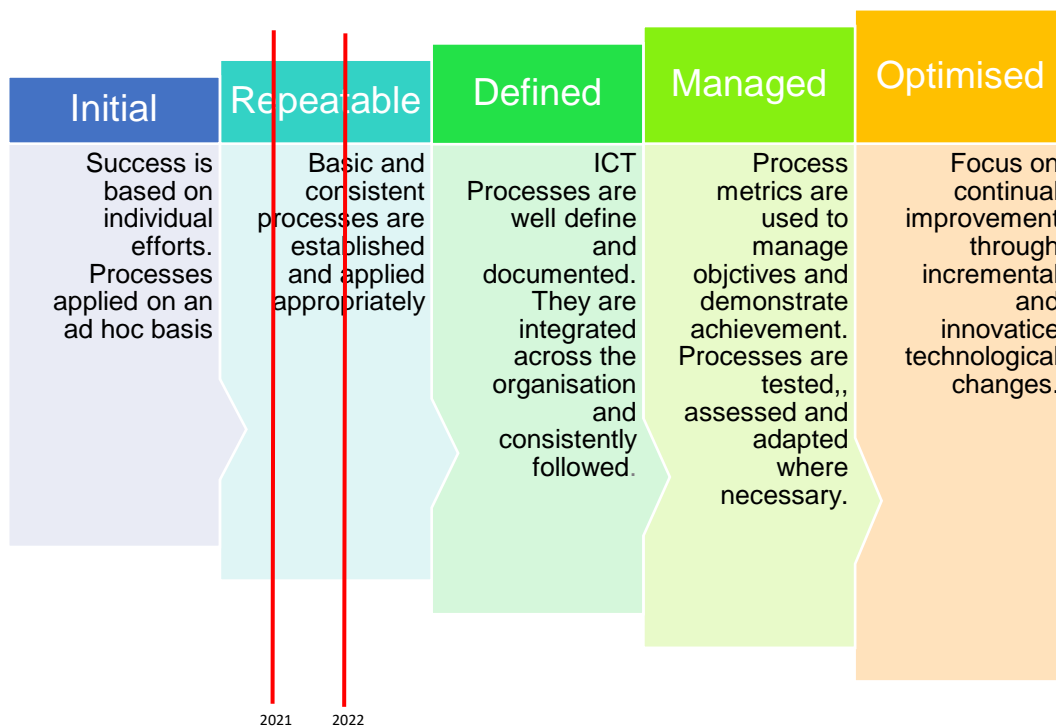 Initial
Success is
based on
individual
efforts.
Processes
applied on an
ad hoc basis
Repeatable
Basic and
consistent
processes are
established
and applied
appropriately
Defined
ICT
Processes are
well define
and
documented.
They are
integrated
across the
organisation
and
consistently
followed.
Managed
Process
metrics are
used to
manage
objctives and
demonstrate
achievement.
Processes are
tested,,
assessed and
adapted
where
necessary.
Optimised
Focus on
continual
improvement
through
incremental
and
innovatice
technological
changes.
2021
2022